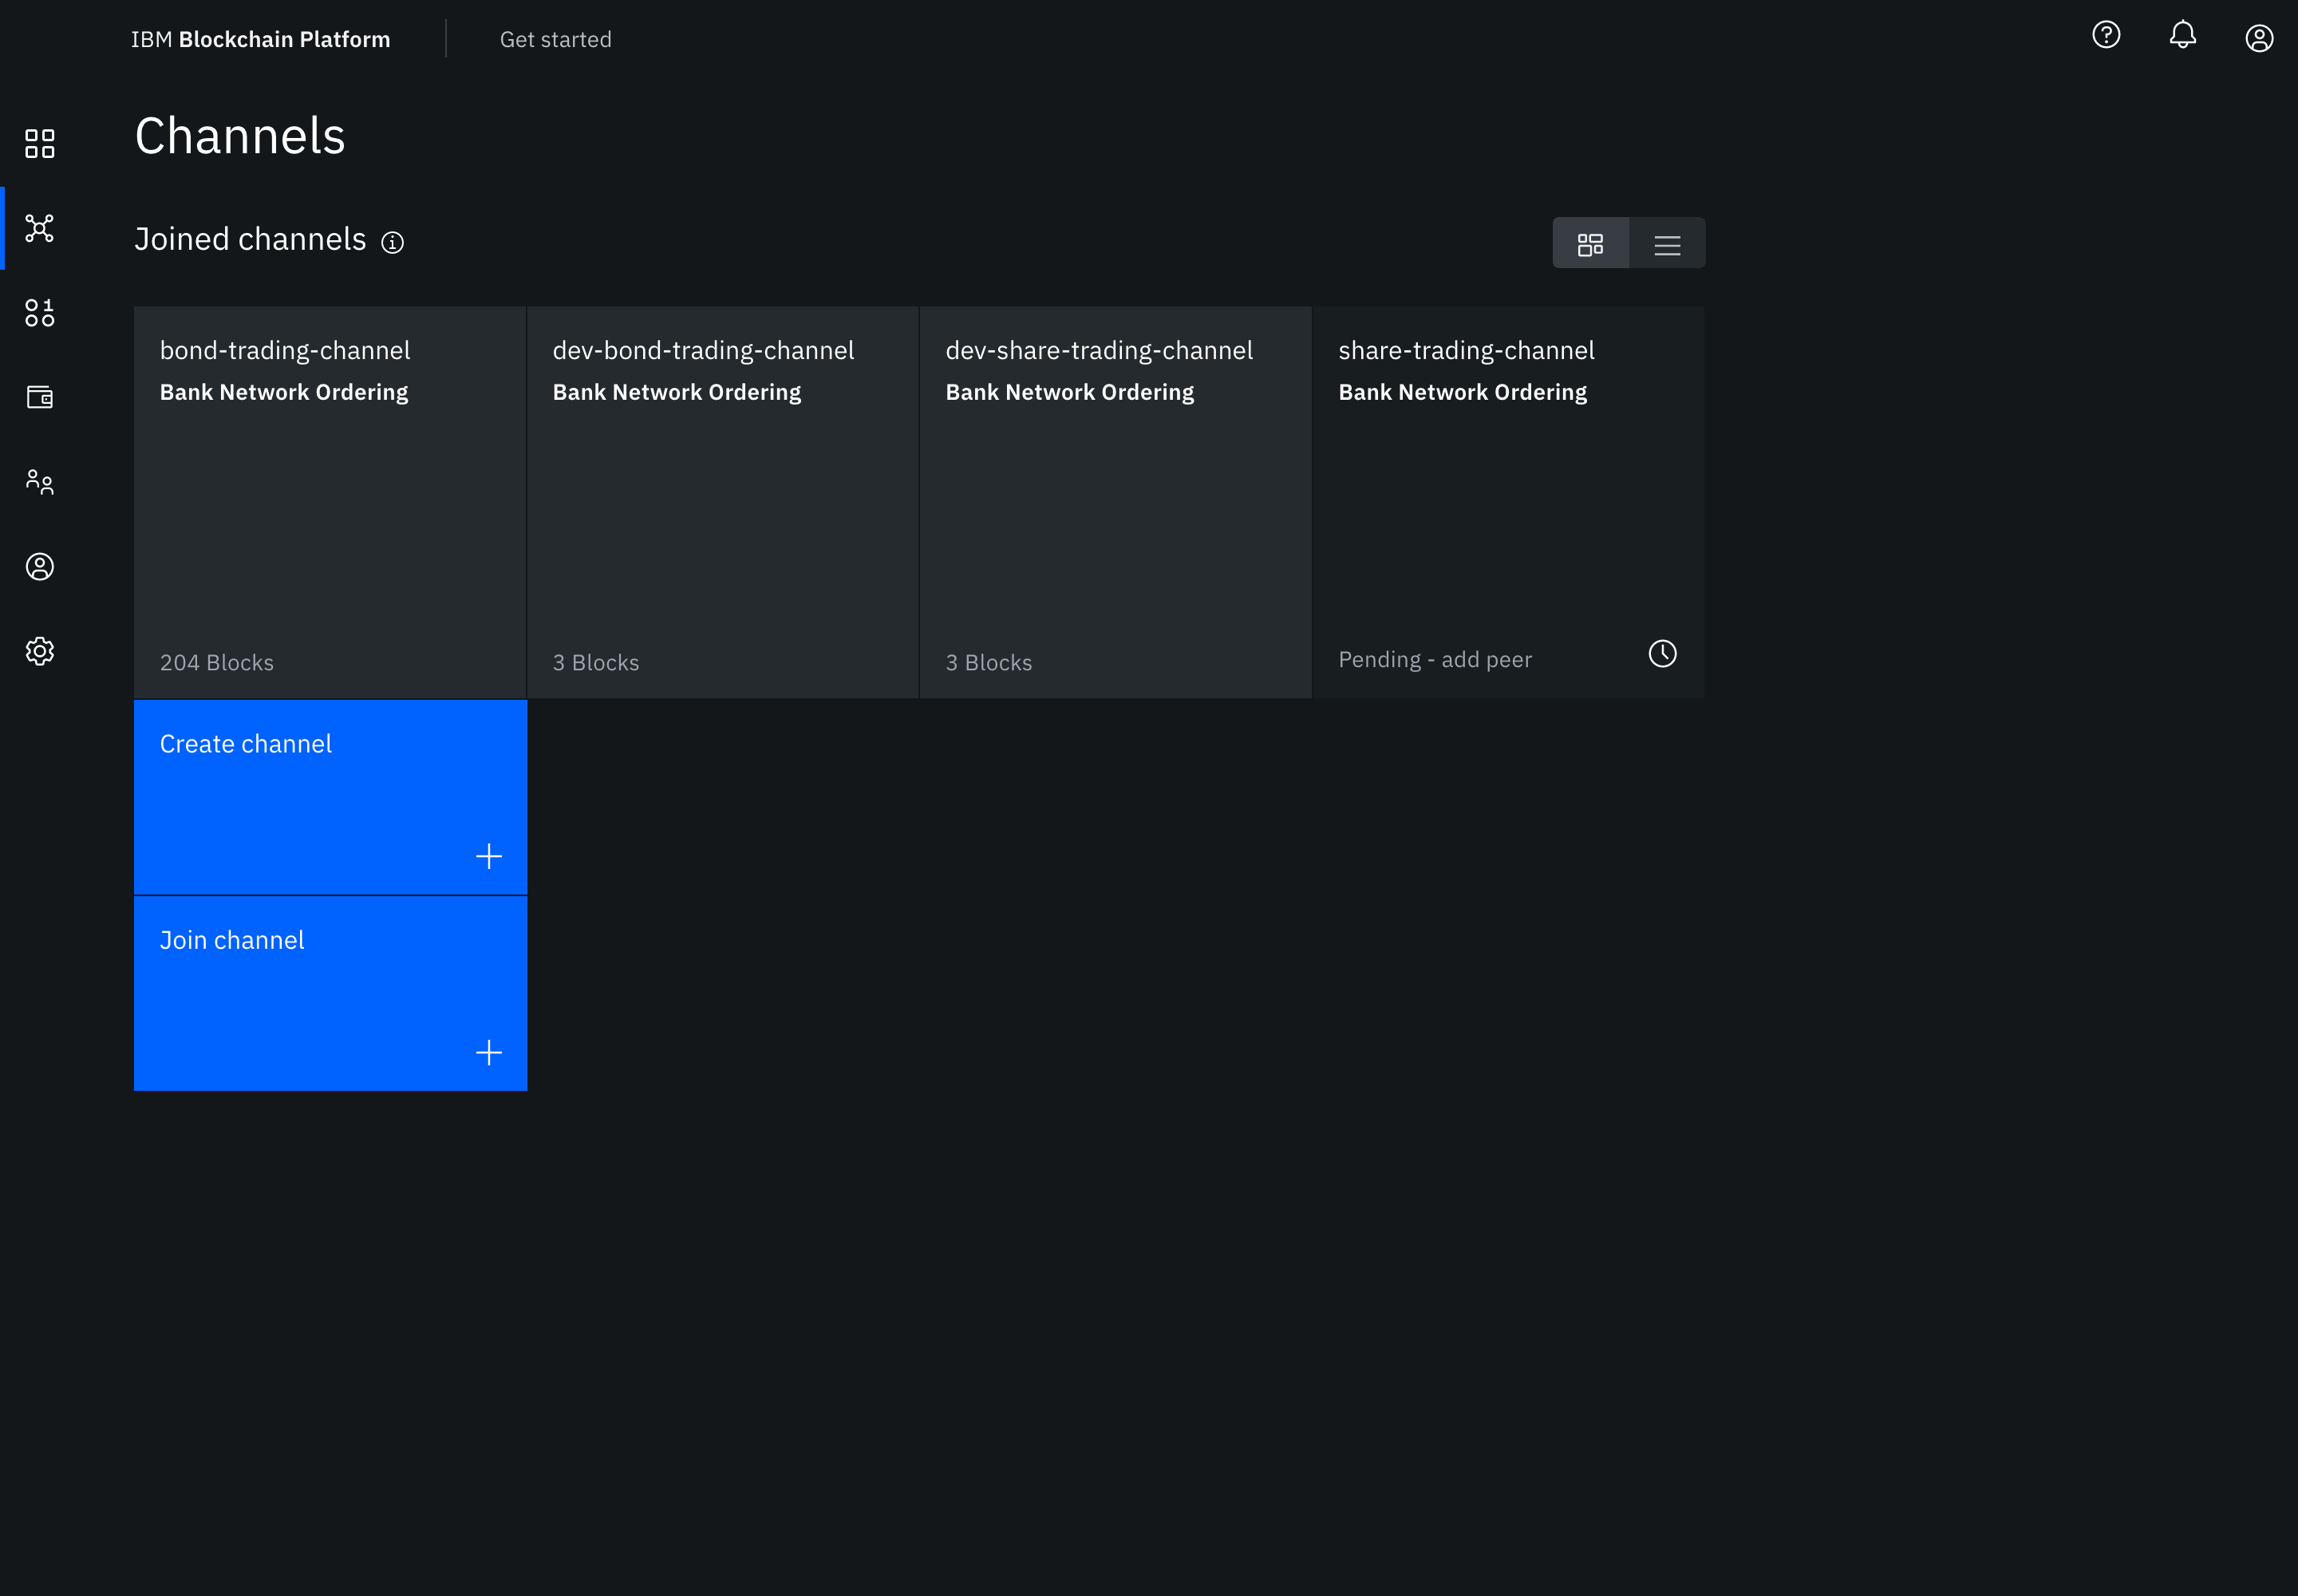 IBM Blockchain Platform
Get started
Channels
Joined channels
bond-trading-channel
Bank Network Ordering
204 Blocks
dev-bond-trading-channel
Bank Network Ordering
3 Blocks
dev-share-trading-channel
Bank Network Ordering
3 Blocks
share-trading-channel
Bank Network Ordering
Pending - add peer
Create channel
Join channel